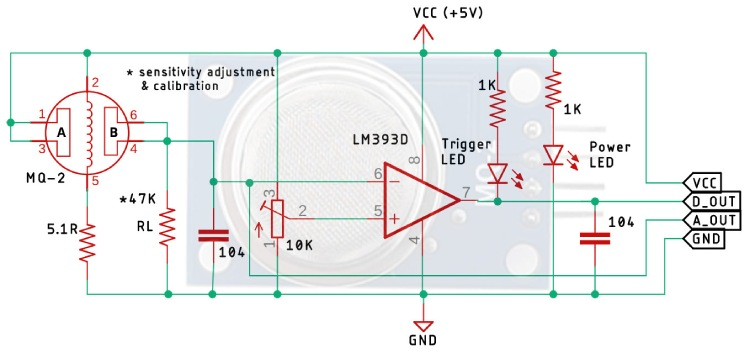 VCC (+5V)
* sensitivity adjustment
& calibration
2
1
6
A
B
3
4
MQ-2
5
1K
1K
LM393D
Trigger
LED
Power
LED
8
6
7
5
4
*47K
RL
5.1R
104
3
2
1
10K
104
VCC
D_OUT
A_OUT
GND
GND